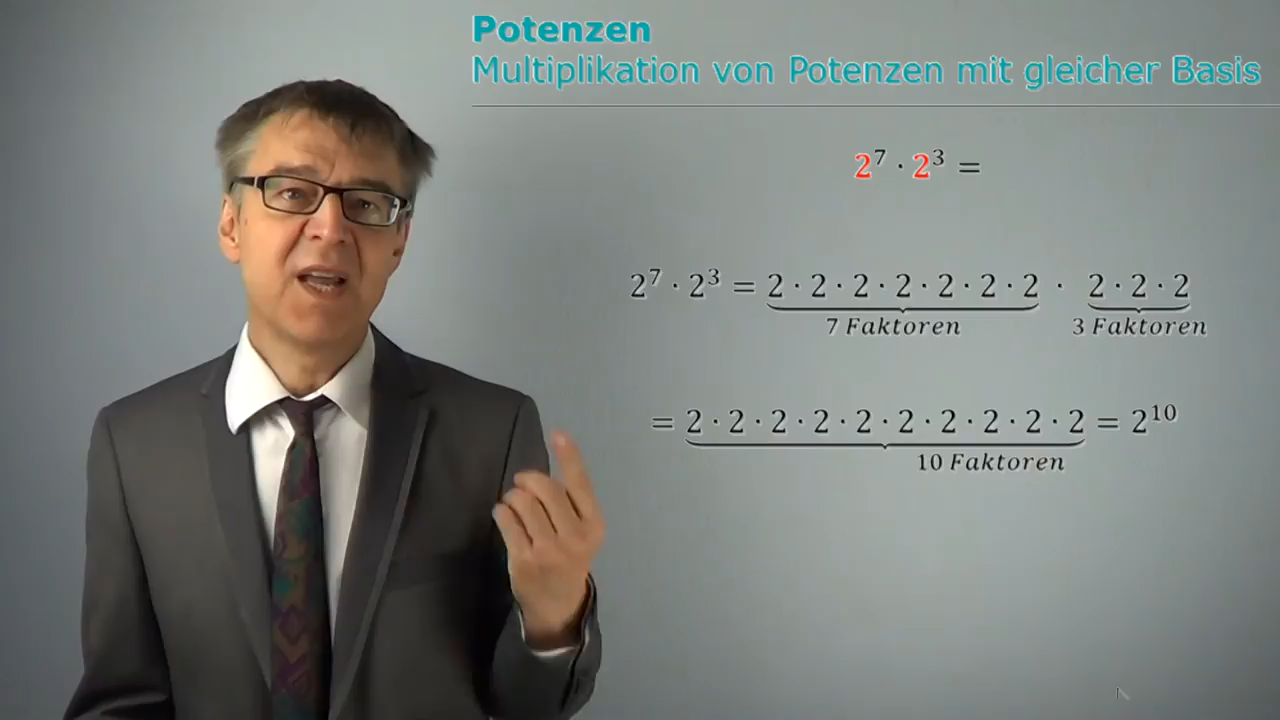 Potenzen
Multiplikation von Potenzen mit gleicher Basis
2⁷ · 2³ =
2⁷ · 2³ = 2 · 2 · 2 · 2 · 2 · 2 · 2 · 2 · 2 · 2
7 Faktoren 3 Faktoren
= 2 · 2 · 2 · 2 · 2 · 2 · 2 · 2 · 2 · 2 = 2¹⁰
10 Faktoren